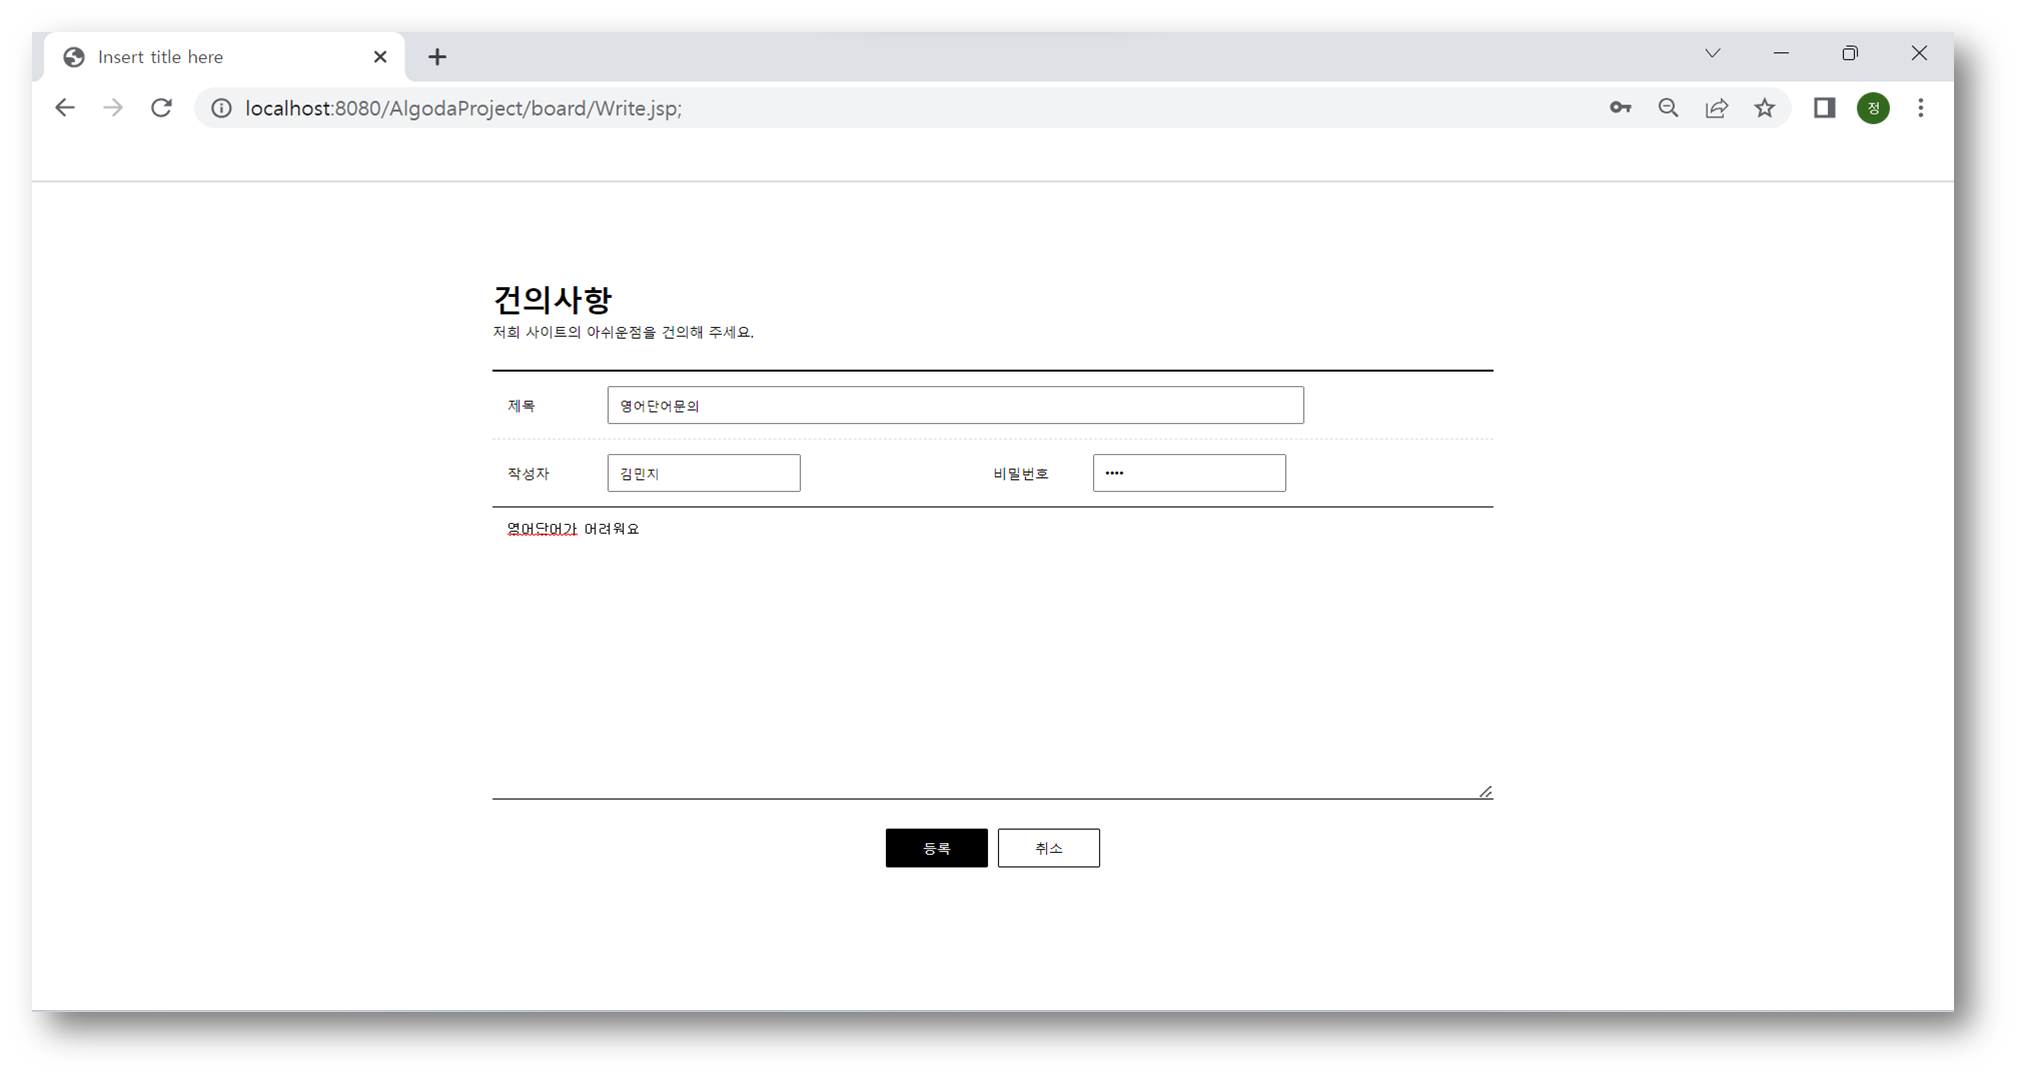 Insert title here
localhost:8080/AlgodaProject/board/Write.jsp;
정
건의사항
저희 사이트의 아쉬운점을 건의해 주세요.
제목 영어단어문의
작성자 김민지 비밀번호 ••••
영어단어가 어려워요
등록 취소